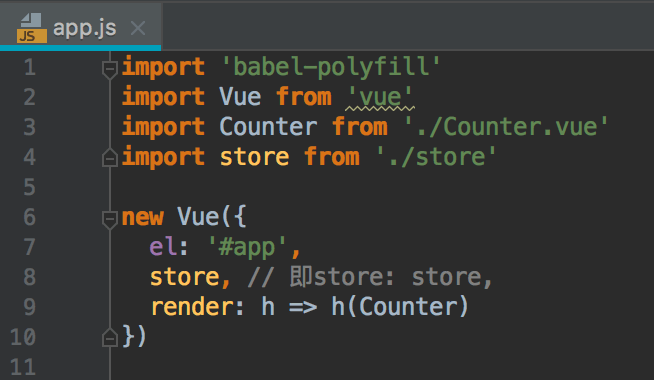 app.js
JS
1 import 'babel-polyfill'
2 import Vue from 'vue'
3 import Counter from './Counter.vue'
4 import store from './store'
5
6 new Vue({
7   el: '#app',
8   store, // 即store: store,
9   render: h => h(Counter)
10 })
11